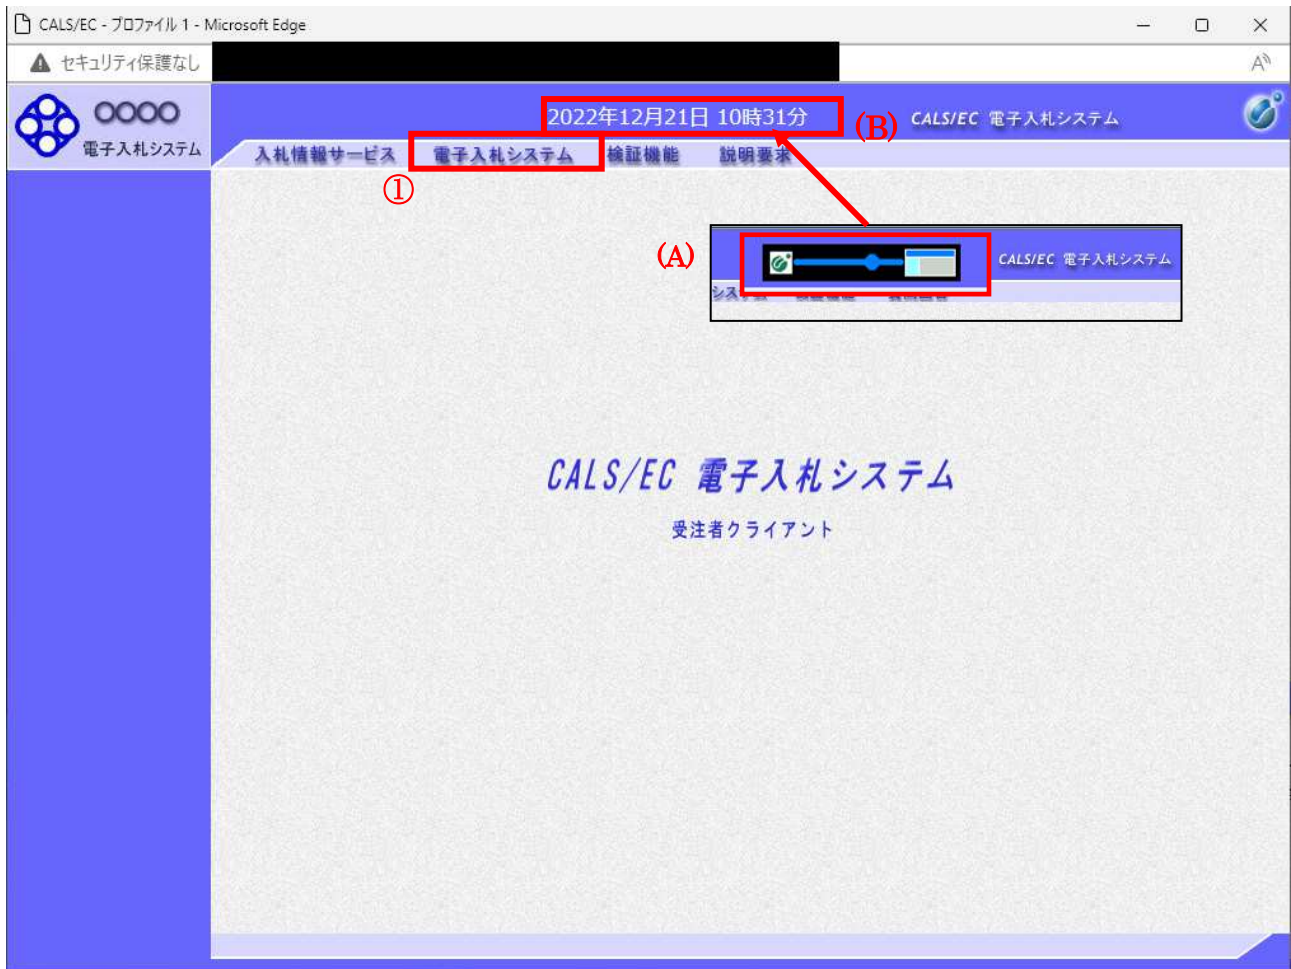 CALS/EC - プロファイル 1 - Microsoft Edge
セキュリティ保護なし
OOOO
電子入札システム
2022年12月21日 10時31分
(B)
CALS/EC 電子入札システム
入札情報サービス 電子入札システム 検証機能 説明要求
①
(A)
CALS/EC 電子入札システム
システム
CALS/EC 電子入札システム
受注者クライアント